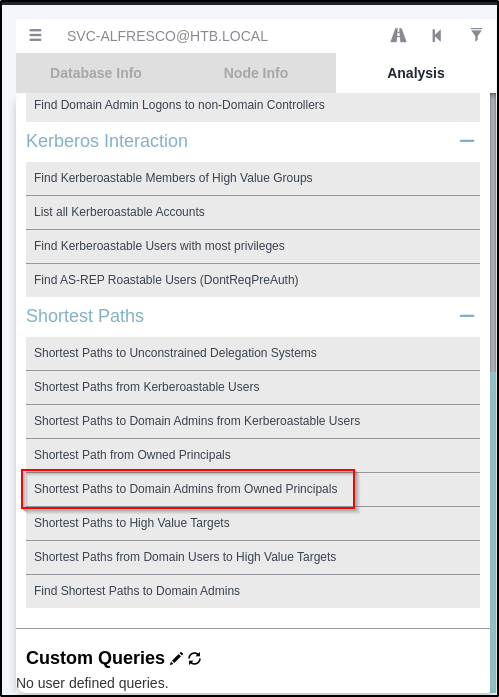 SVC-ALFRESCO@HTB.LOCAL
Database Info Node Info Analysis
Find Domain Admin Logons to non-Domain Controllers
Kerberos Interaction
Find Kerberoastable Members of High Value Groups
List all Kerberoastable Accounts
Find Kerberoastable Users with most privileges
Find AS-REP Roastable Users (DontReqPreAuth)
Shortest Paths
Shortest Paths to Unconstrained Delegation Systems
Shortest Paths from Kerberoastable Users
Shortest Paths to Domain Admins from Kerberoastable Users
Shortest Path from Owned Principals
Shortest Paths to Domain Admins from Owned Principals
Shortest Paths to High Value Targets
Shortest Paths from Domain Users to High Value Targets
Find Shortest Paths to Domain Admins
Custom Queries
No user defined queries.